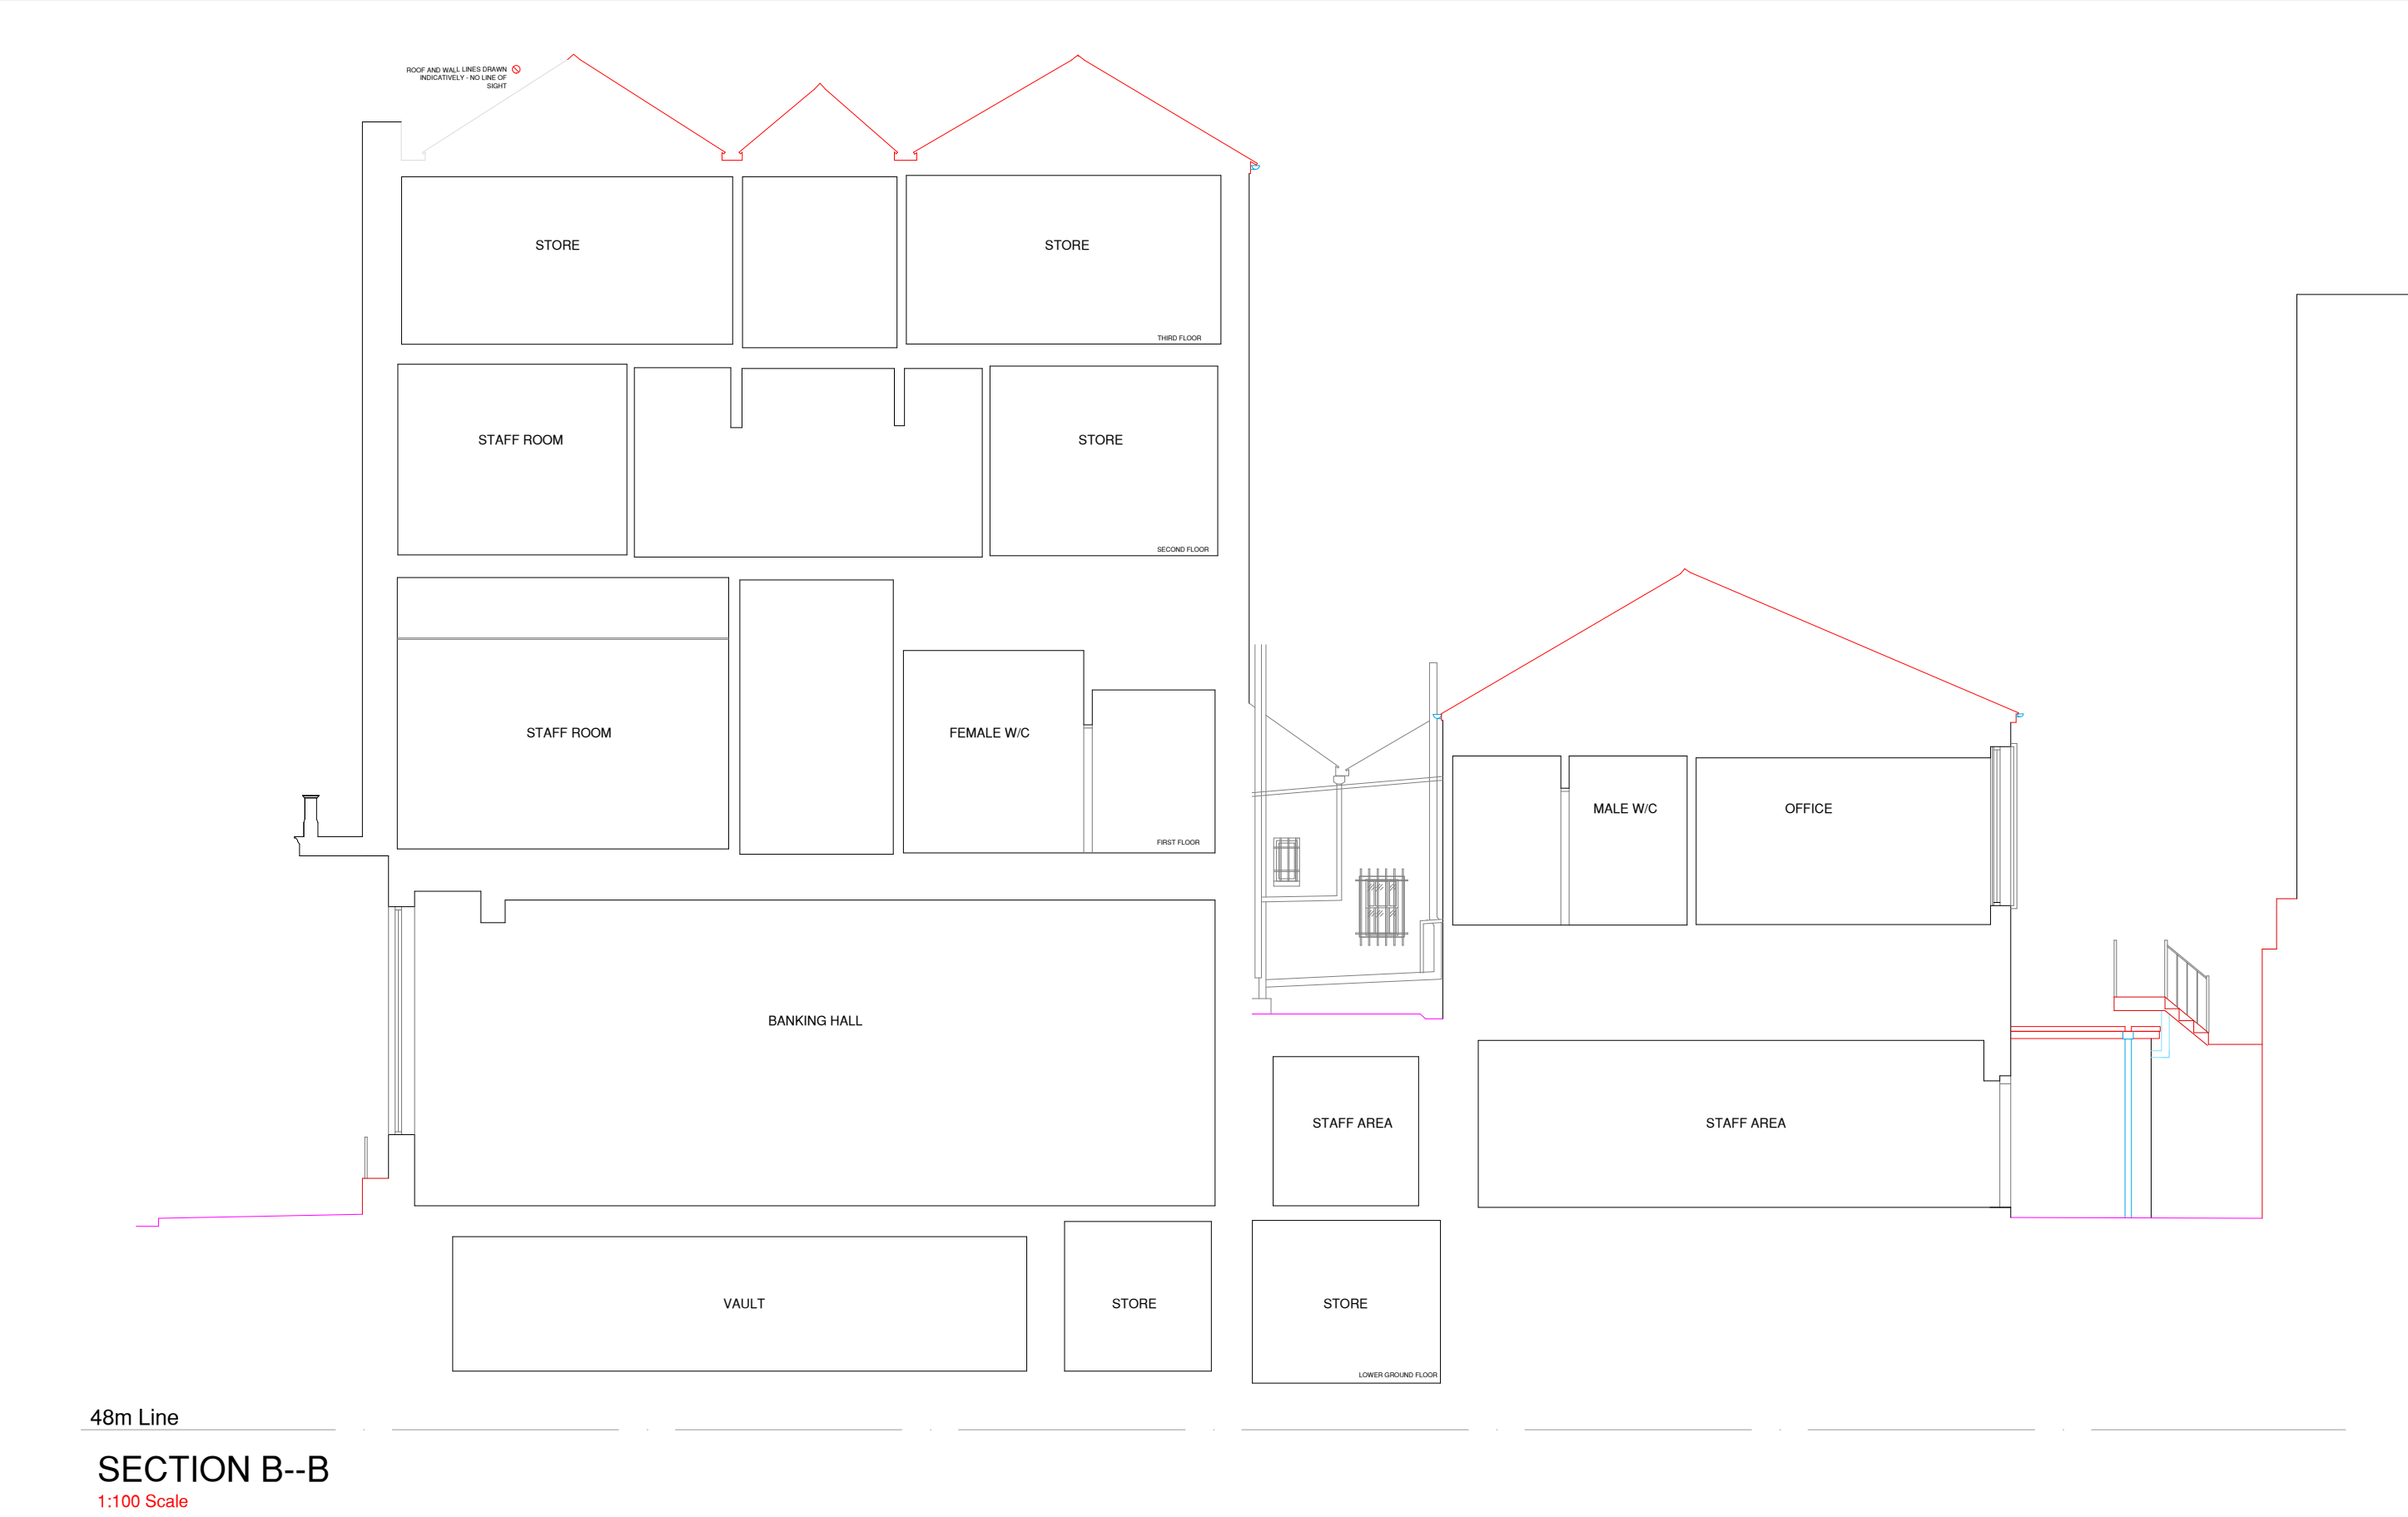 ROOF AND WALL LINES DRAWN
INDICATIVELY - NO LINE OF
SIGHT
STORE
STORE
THIRD FLOOR
STAFF ROOM
STORE
SECOND FLOOR
STAFF ROOM
FEMALE W/C
FIRST FLOOR
MALE W/C
OFFICE
BANKING HALL
STAFF AREA
STAFF AREA
VAULT
STORE
STORE
LOWER GROUND FLOOR
48m Line
SECTION B--B
1:100 Scale